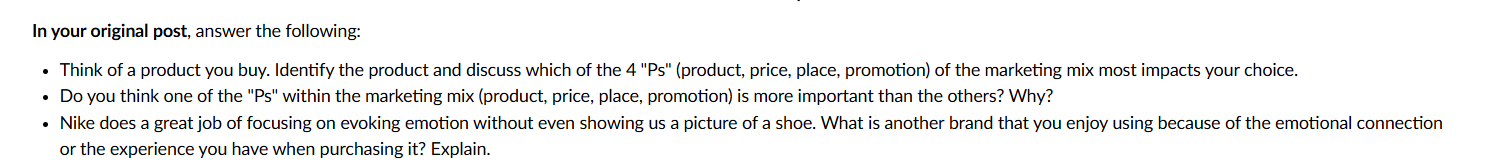 In your original post, answer the following:
• Think of a product you buy. Identify the product and discuss which of the 4 "Ps" (product, price, place, promotion) of the marketing mix most impacts your choice.
• Do you think one of the "Ps" within the marketing mix (product, price, place, promotion) is more important than the others? Why?
• Nike does a great job of focusing on evoking emotion without even showing us a picture of a shoe. What is another brand that you enjoy using because of the emotional connection
or the experience you have when purchasing it? Explain.